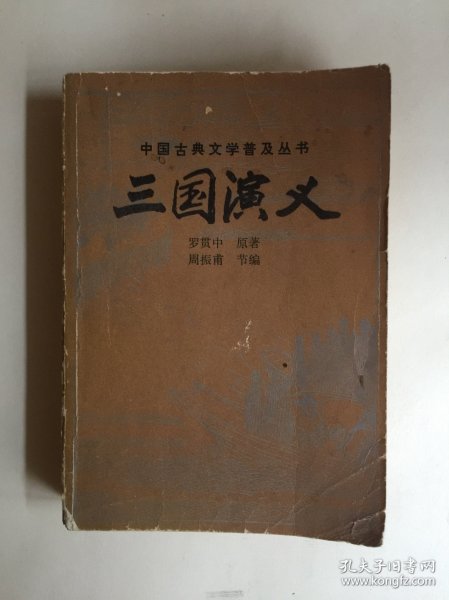 中国古典文学普及丛书
三国演义
罗贯中 原著
周振甫 节编
孔夫子旧书网
www.kongfz.com